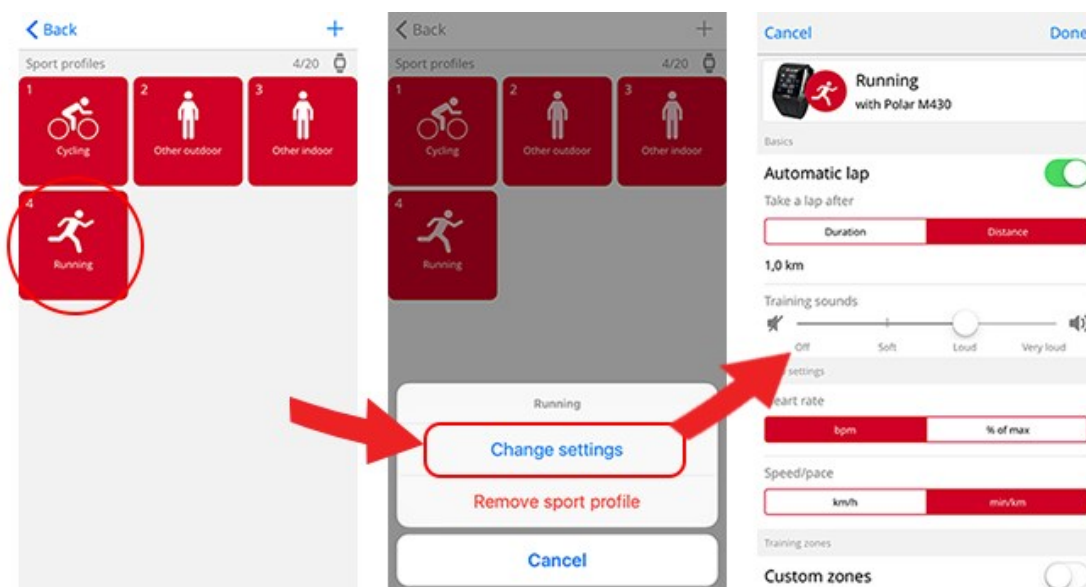 Back
Sport profiles 4/20
1 2 3
Cycling Other outdoor Other indoor
4
Running
Back
Sport profiles 4/20
1 2 3
Cycling Other outdoor Other indoor
4
Running
Running
Change settings
Remove sport profile
Cancel
Cancel Done
Running
with Polar M430
Basics
Automatic lap
Take a lap after
Duration Distance
1,0 km
Training sounds
Off Soft Loud Very loud
settings
eart rate
bpm % of max
Speed/pace
km/h min/km
Training zones
Custom zones